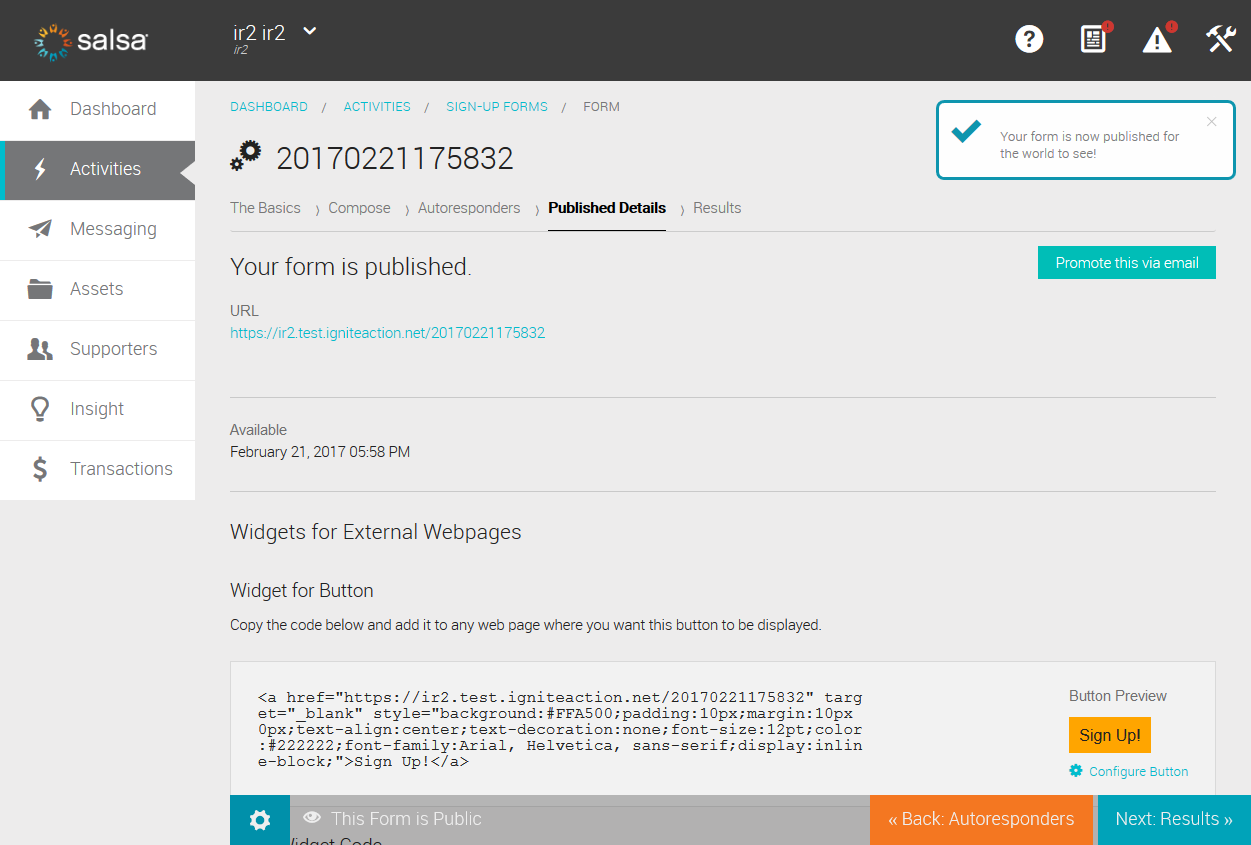 salsa
ir2 ir2
ir2
Dashboard
Activities
Messaging
Assets
Supporters
Insight
Transactions
DASHBOARD / ACTIVITIES / SIGN-UP FORMS / FORM
Your form is now published for
the world to see!
20170221175832
The Basics
Compose
Autoresponders
Published Details
Results
Your form is published.
Promote this via email
URL
https://ir2.test.igniteaction.net/20170221175832
Available
February 21, 2017 05:58 PM
Widgets for External Webpages
Widget for Button
Copy the code below and add it to any web page where you want this button to be displayed.
<a href="https://ir2.test.igniteaction.net/20170221175832" targ
et="_blank" style="background:#FFA500;padding:10px;margin:10px
0px;text-align:center;text-decoration:none;font-size:12pt;color
:#222222;font-family:Arial, Helvetica, sans-serif;display:inlin
e-block;">Sign Up!</a>
Button Preview
Sign Up!
Configure Button
This Form is Public
« Back: Autoresponders
Next: Results »
Code